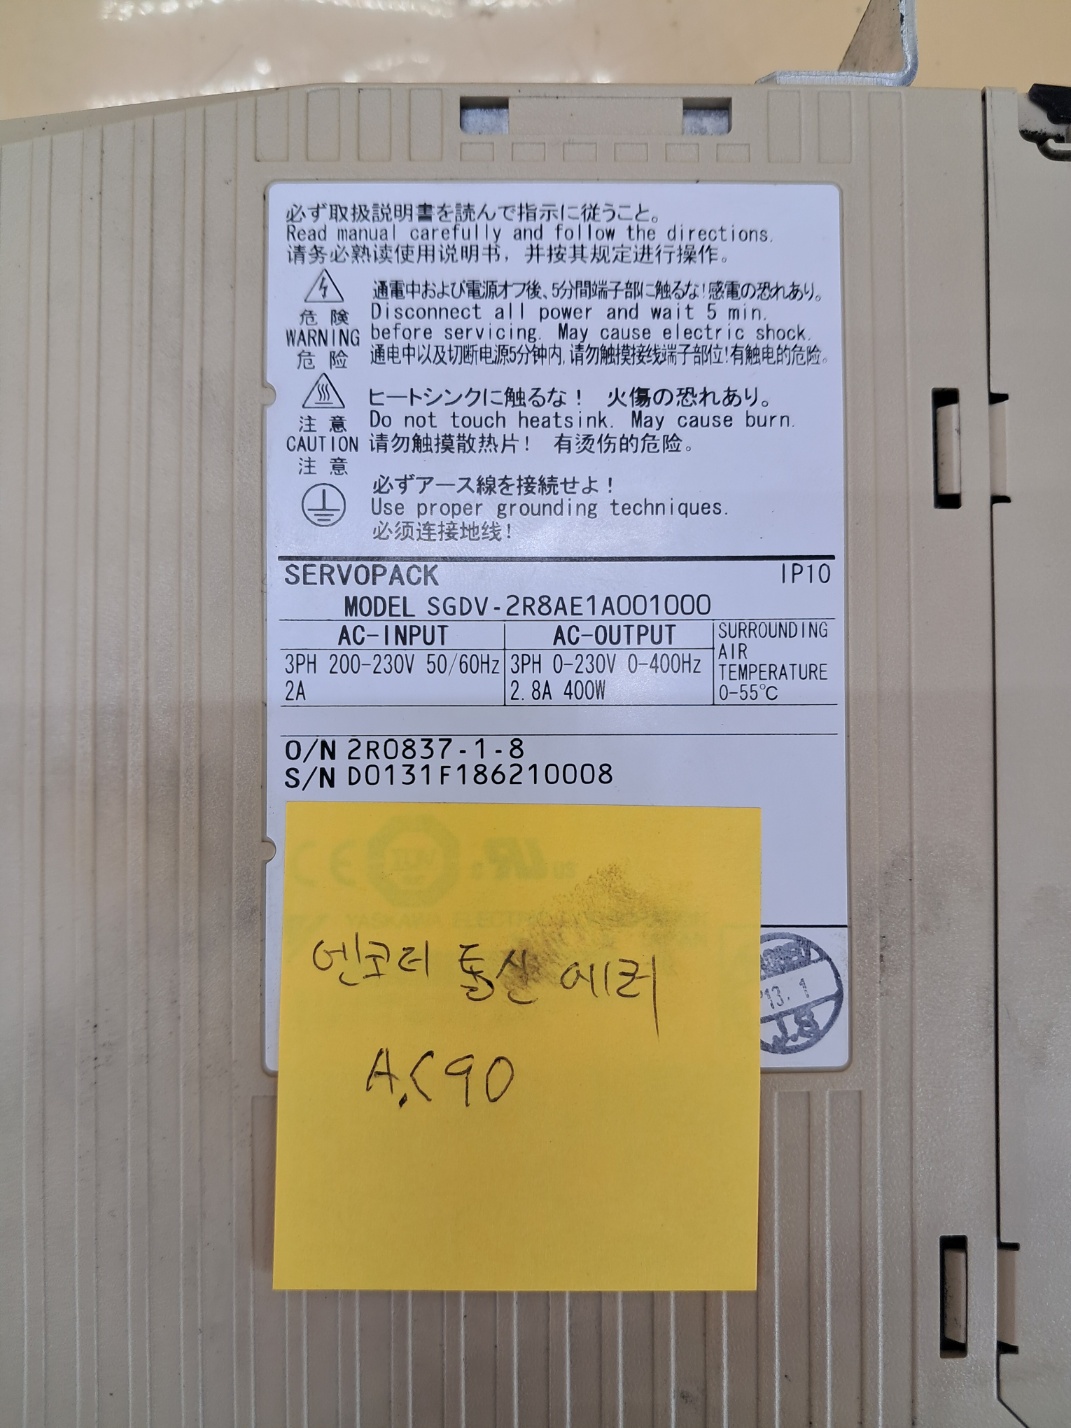 必ず取扱説明書を読んで指示に従うこと。
Read manual carefully and follow the directions.
请务必熟读使用说明书，并按其规定进行操作。
危険
WARNING
危险
通電中および電源オフ後、5分間端子部に触るな!感電の恐れあり。
Disconnect all power and wait 5 min.
before servicing. May cause electric shock.
通电中以及切断电源5分钟内,请勿触摸接线端子部位!有触电的危险。
注意
CAUTION
注意
ヒートシンクに触るな! 火傷の恐れあり。
Do not touch heatsink. May cause burn.
请勿触摸散热片! 有烫伤的危险。
必ずアース線を接続せよ!
Use proper grounding techniques.
必须连接地线!
SERVOPACK IP10
MODEL SGDV-2R8AE1A001000
AC-INPUT
3PH 200-230V 50/60Hz
2A
AC-OUTPUT
3PH 0-230V 0-400Hz
2.8A 400W
SURROUNDING
AIR
TEMPERATURE
0-55℃
O/N 2R0837-1-8
S/N D0131F186210008
엔코더 통신 에러
A.C90
'13.1
J.8